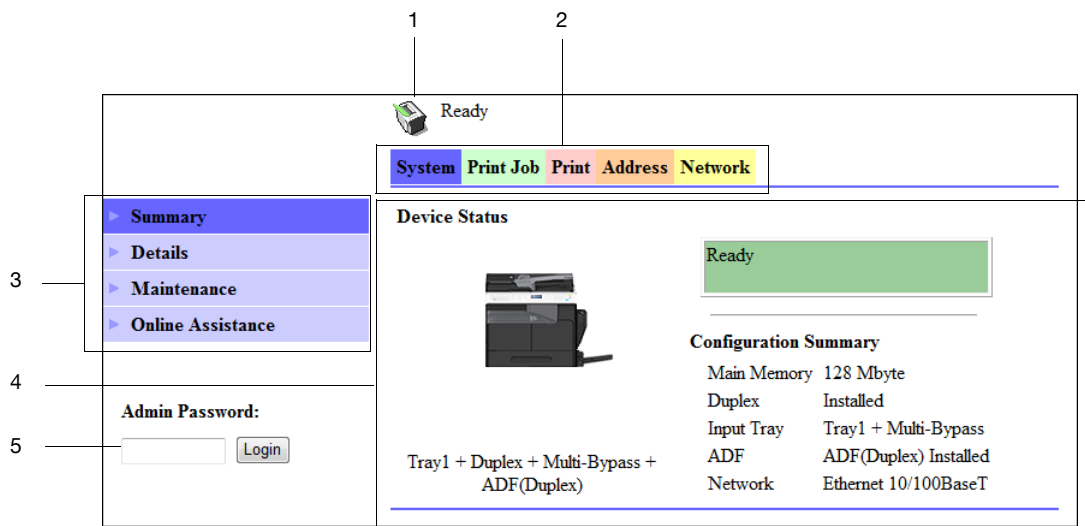 1
2
Ready
System Print Job Print Address Network
3
Summary
Details
Maintenance
Online Assistance
4
Admin Password:
5
Login
Device Status
Tray1 + Duplex + Multi-Bypass +
ADF(Duplex)
Ready
Configuration Summary
Main Memory 128 Mbyte
Duplex Installed
Input Tray Tray1 + Multi-Bypass
ADF ADF(Duplex) Installed
Network Ethernet 10/100BaseT